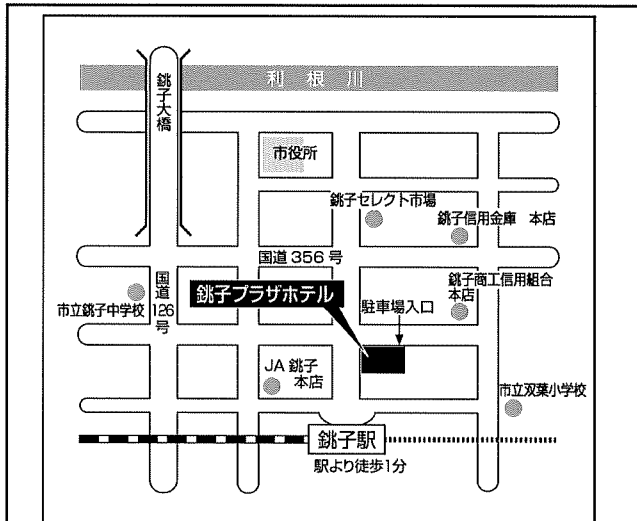 利根川
銚子大橋
市役所
銚子セレクト市場
銚子信用金庫 本店
国道 356 号
国道 126 号
市立銚子中学校
銚子プラザホテル
銚子商工信用組合
本店
駐車場入口
JA 銚子
本店
市立双葉小学校
銚子駅
駅より徒歩1分